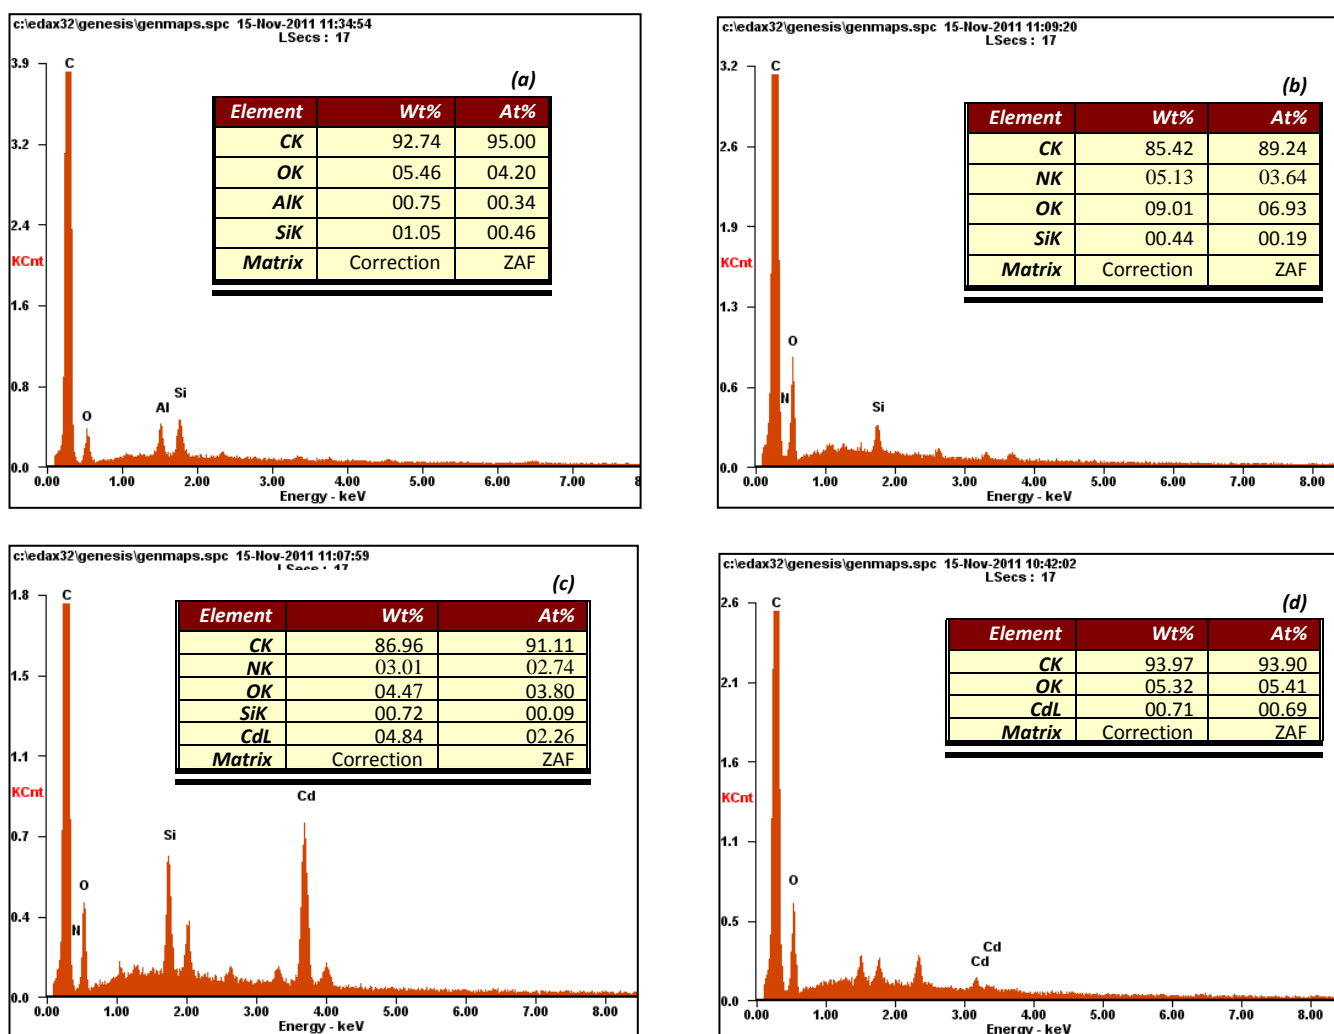 c:\edax32\genesis\genmaps.spc 15-Nov-2011 11:34:54
LSecs : 17
(a)
C
Element Wt% At%
CK 92.74 95.00
OK 05.46 04.20
AlK 00.75 00.34
SiK 01.05 00.46
Matrix Correction ZAF
3.9
3.2
2.4
KCnt
1.6
0.8
0.0
O
Al
Si
0.00 1.00 2.00 3.00 4.00 5.00 6.00 7.00 8
Energy - keV
c:\edax32\genesis\genmaps.spc 15-Nov-2011 11:09:20
LSecs : 17
(b)
C
Element Wt% At%
CK 85.42 89.24
NK 05.13 03.64
OK 09.01 06.93
SiK 00.44 00.19
Matrix Correction ZAF
3.2
2.6
1.9
KCnt
1.3
0.6
0.0
N
O
Si
0.00 1.00 2.00 3.00 4.00 5.00 6.00 7.00 8.00
Energy - keV
c:\edax32\genesis\genmaps.spc 15-Nov-2011 11:07:59
LSecs : 17
(c)
C
Element Wt% At%
CK 86.96 91.11
NK 03.01 02.74
OK 04.47 03.80
SiK 00.72 00.09
CdL 04.84 02.26
Matrix Correction ZAF
1.8
1.5
1.1
KCnt
0.7
0.4
0.0
N
O
Si
Cd
0.00 1.00 2.00 3.00 4.00 5.00 6.00 7.00 8.00
Energy - keV
c:\edax32\genesis\genmaps.spc 15-Nov-2011 10:42:02
LSecs : 17
(d)
C
Element Wt% At%
CK 93.97 93.90
OK 05.32 05.41
CdL 00.71 00.69
Matrix Correction ZAF
2.6
2.1
1.6
KCnt
1.1
0.5
0.0
O
Cd
Cd
0.00 1.00 2.00 3.00 4.00 5.00 6.00 7.00 8.00
Energy - keV